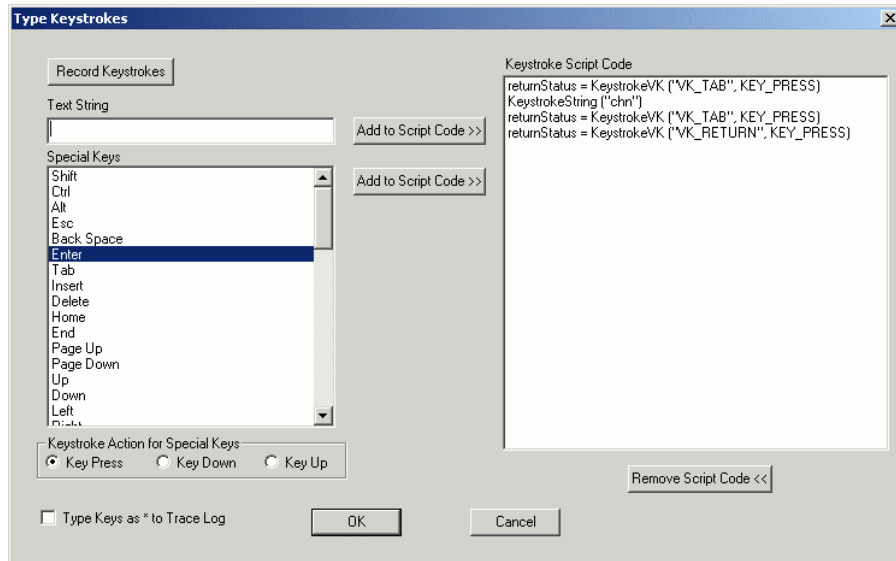 Type Keystrokes
Record Keystrokes
Text String
Add to Script Code >>
Special Keys
Shift
Ctrl
Alt
Esc
Back Space
Enter
Tab
Insert
Delete
Home
End
Page Up
Page Down
Up
Down
Left
Right
Add to Script Code >>
Keystroke Action for Special Keys
Key Press Key Down Key Up
Type Keys as * to Trace Log
OK
Cancel
Keystroke Script Code
returnStatus = KeystrokeVK ("VK_TAB", KEY_PRESS)
KeystrokeString ("chn")
returnStatus = KeystrokeVK ("VK_TAB", KEY_PRESS)
returnStatus = KeystrokeVK ("VK_RETURN", KEY_PRESS)
Remove Script Code <<